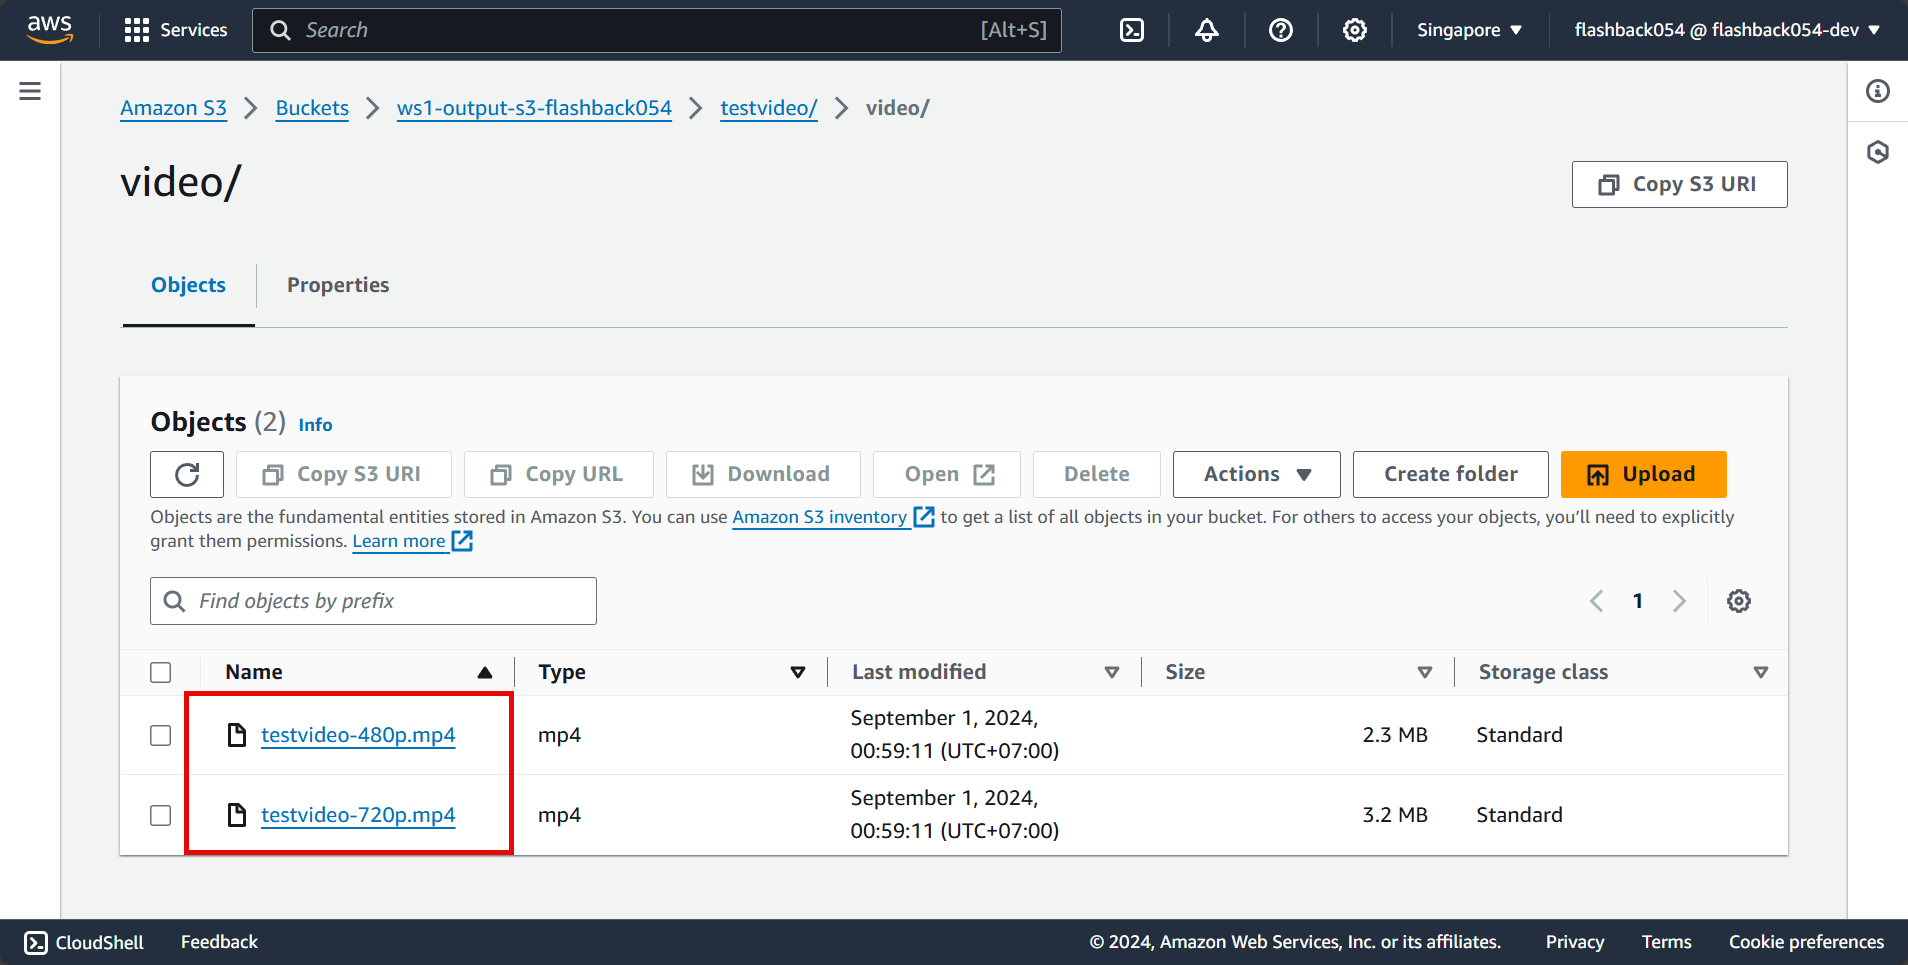 aws
Services
Search
[Alt+S]
Singapore
flashback054 @ flashback054-dev
Amazon S3
Buckets
ws1-output-s3-flashback054
testvideo/
video/
video/
Copy S3 URI
Objects
Properties
Objects (2) Info
Copy S3 URI
Copy URL
Download
Open
Delete
Actions
Create folder
Upload
Objects are the fundamental entities stored in Amazon S3. You can use Amazon S3 inventory to get a list of all objects in your bucket. For others to access your objects, you’ll need to explicitly
grant them permissions. Learn more
Find objects by prefix
1
Name
Type
Last modified
Size
Storage class
testvideo-480p.mp4
mp4
September 1, 2024,
00:59:11 (UTC+07:00)
2.3 MB
Standard
testvideo-720p.mp4
mp4
September 1, 2024,
00:59:11 (UTC+07:00)
3.2 MB
Standard
CloudShell
Feedback
© 2024, Amazon Web Services, Inc. or its affiliates.
Privacy
Terms
Cookie preferences